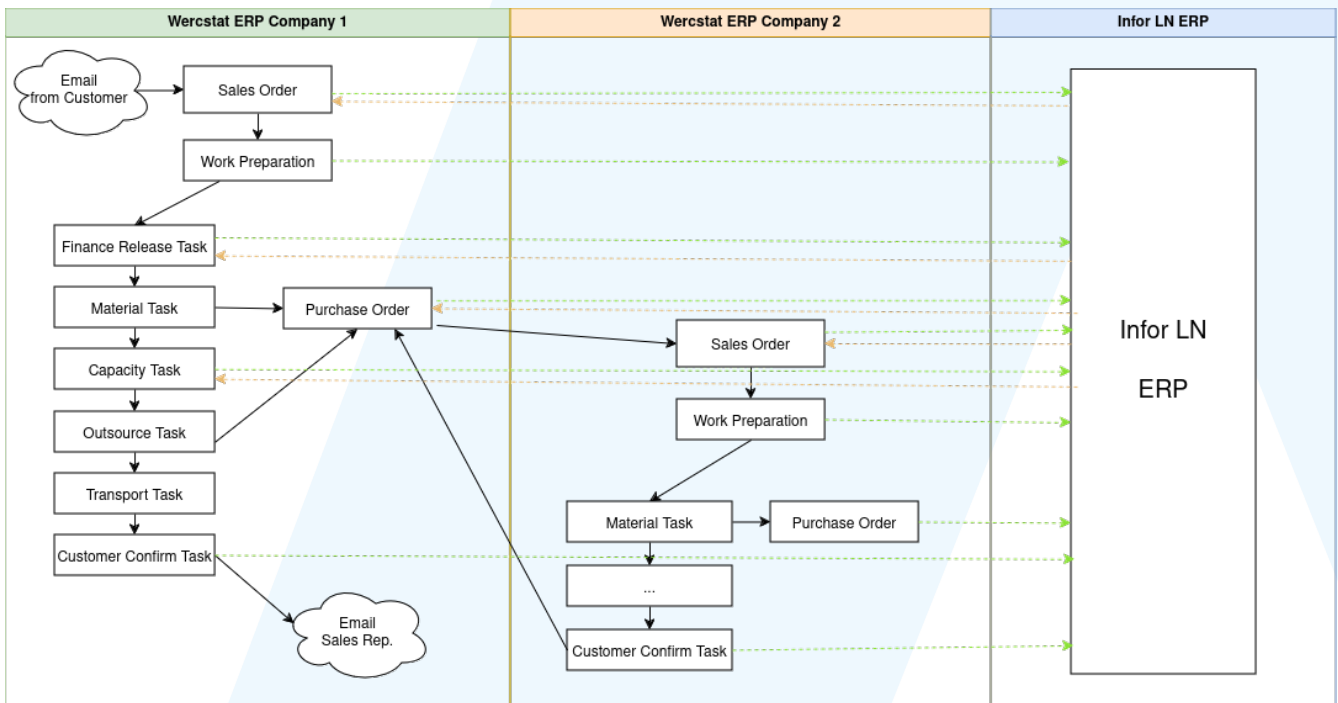 Wercstat ERP Company 1
Wercstat ERP Company 2
Infor LN ERP
Email
from Customer
Sales Order
Work Preparation
Finance Release Task
Material Task
Purchase Order
Capacity Task
Outsource Task
Transport Task
Customer Confirm Task
Email
Sales Rep.
Sales Order
Work Preparation
Material Task
Purchase Order
...
Customer Confirm Task
Infor LN
ERP